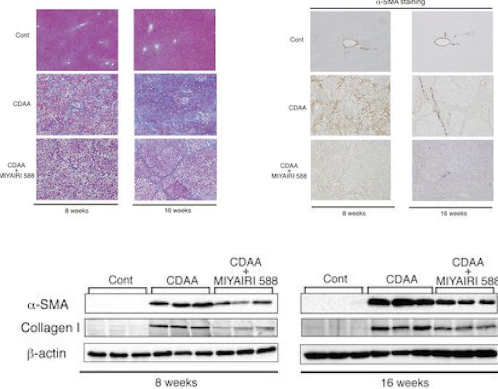 α-SMA staining
Cont
CDAA
CDAA
+
MIYAIRI 588
8 weeks
16 weeks
Cont
CDAA
CDAA
+
MIYAIRI 588
8 weeks
16 weeks
Cont
CDAA
CDAA
+
MIYAIRI 588
α-SMA
Collagen I
β-actin
8 weeks
Cont
CDAA
CDAA
+
MIYAIRI 588
16 weeks